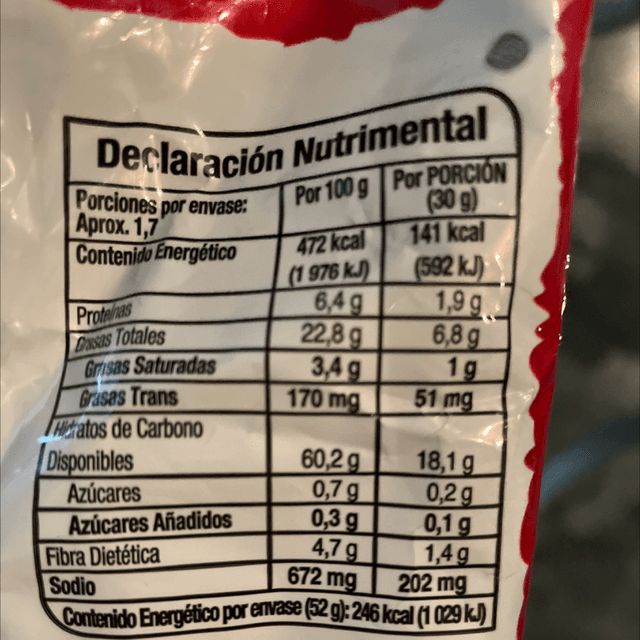 Declaración Nutrimental
Porciones por envase: Por 100 g Por PORCIÓN
Aprox. 1,7 (30 g)
Contenido Energético 472 kcal 141 kcal
(1 976 kJ) (592 kJ)
Proteínas 6,4 g 1,9 g
Grasas Totales 22,8 g 6,8 g
Grasas Saturadas 3,4 g 1 g
Grasas Trans 170 mg 51 mg
Hidratos de Carbono
Disponibles 60,2 g 18,1 g
Azúcares 0,7 g 0,2 g
Azúcares Añadidos 0,3 g 0,1 g
Fibra Dietética 4,7 g 1,4 g
Sodio 672 mg 202 mg
Contenido Energético por envase (52 g): 246 kcal (1 029 kJ)